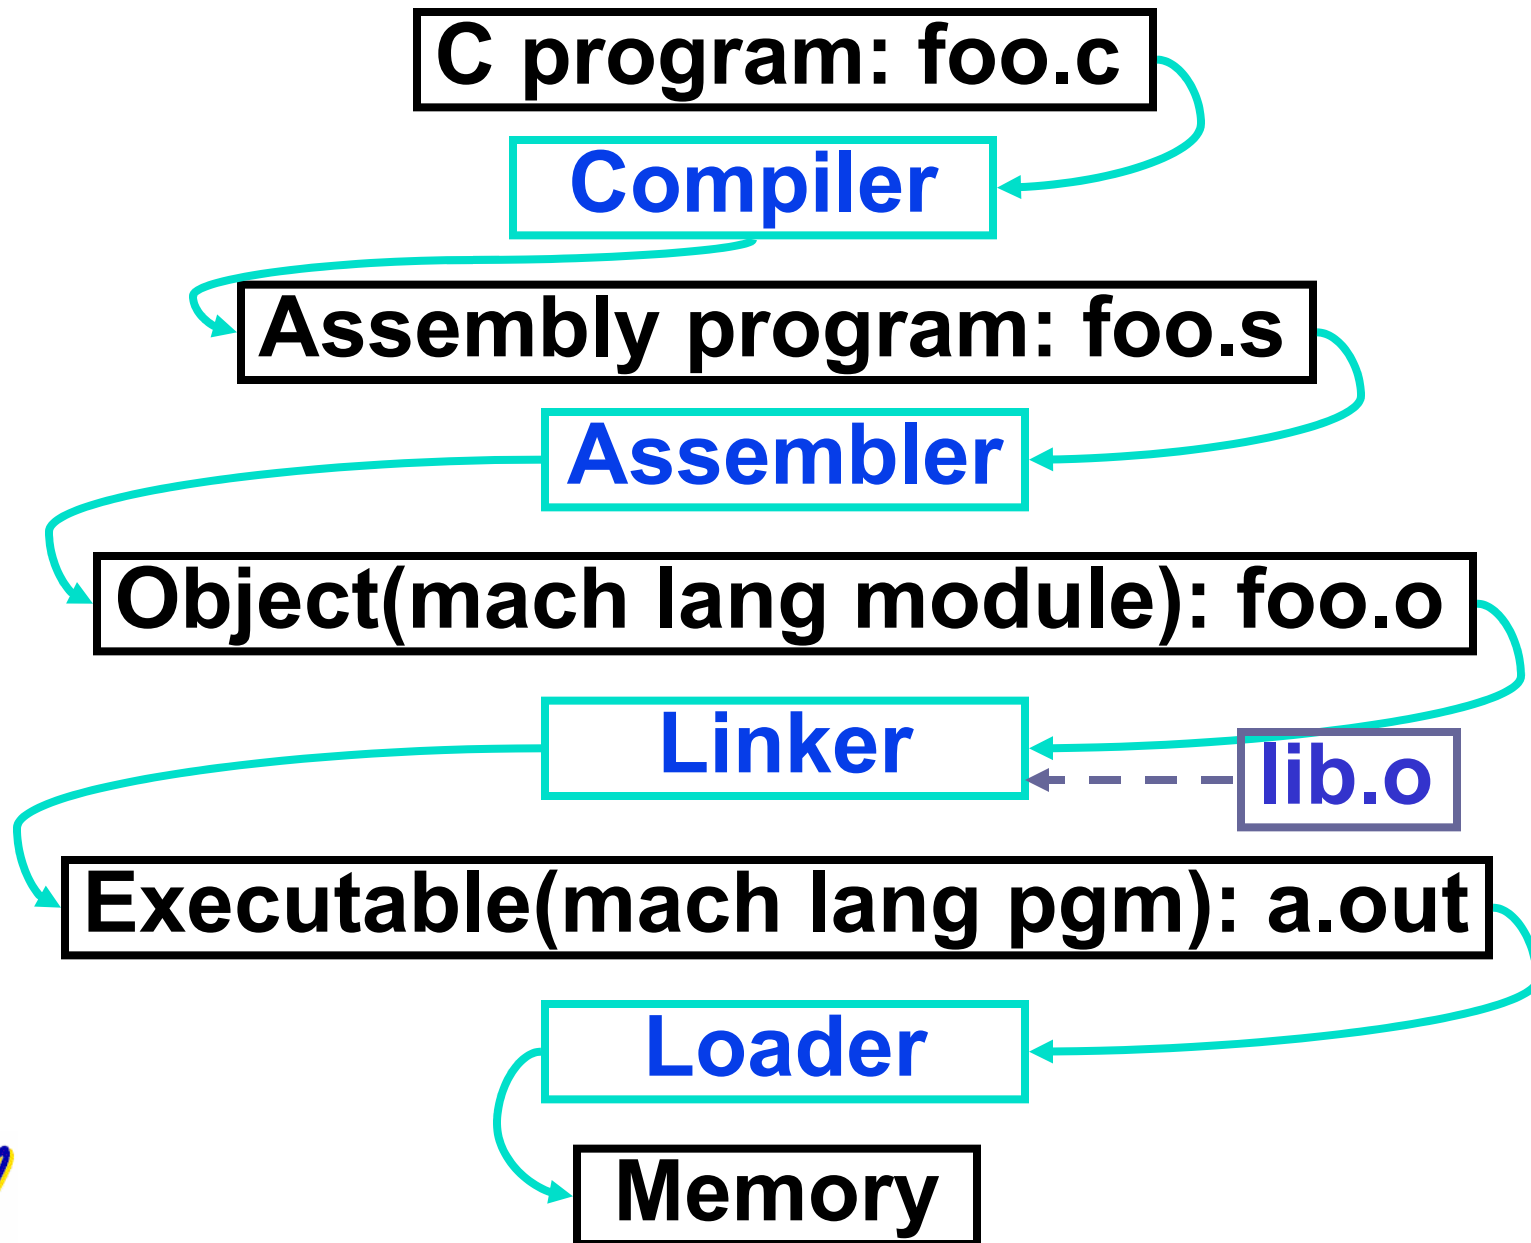 C program: foo.c
Compiler
Assembly program: foo.s
Assembler
Object(mach lang module): foo.o
Linker
lib.o
Executable(mach lang pgm): a.out
Loader
Memory